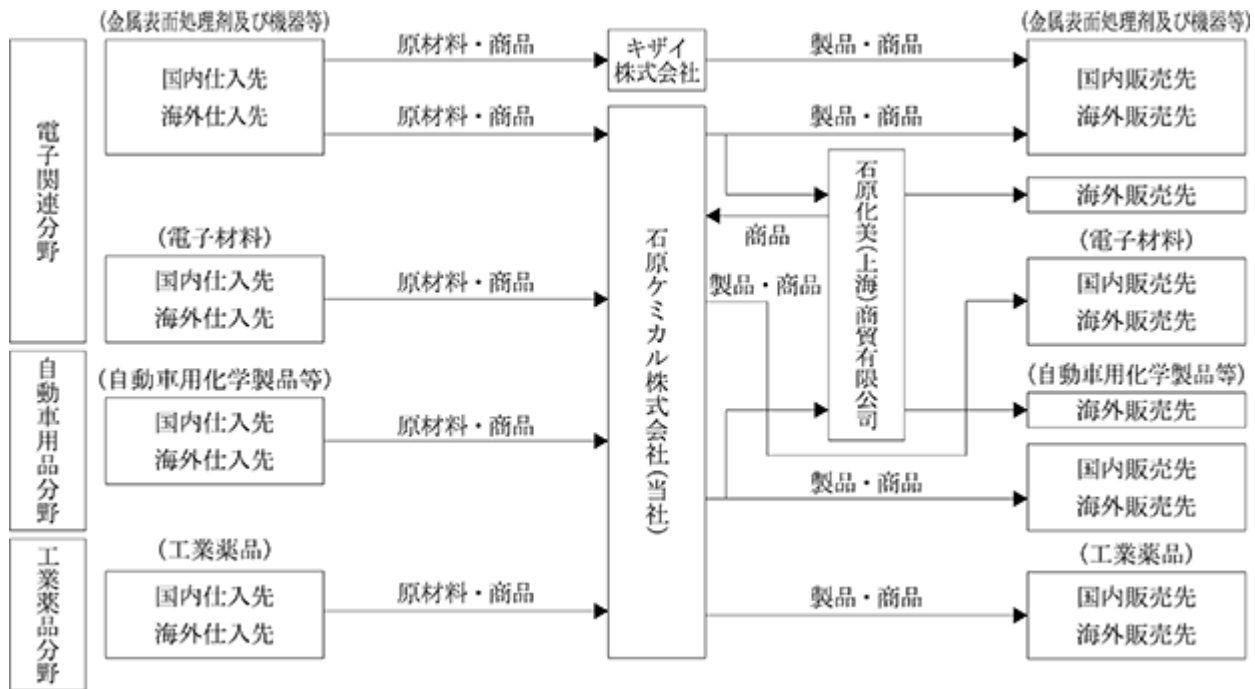 (金属表面処理剤及び機器等)
(金属表面処理剤及び機器等)
電子関連分野
国内仕入先
海外仕入先
原材料・商品
キザイ
株式会社
製品・商品
国内販売先
海外販売先
原材料・商品
製品・商品
石原ケミカル株式会社(当社)
石原化美(上海)商貿有限公司
海外販売先
商品
(電子材料)
国内仕入先
海外仕入先
原材料・商品
製品・商品
(電子材料)
国内販売先
海外販売先
自動車用品分野
(自動車用化学製品等)
国内仕入先
海外仕入先
原材料・商品
(自動車用化学製品等)
海外販売先
製品・商品
国内販売先
海外販売先
工業薬品分野
(工業薬品)
国内仕入先
海外仕入先
原材料・商品
製品・商品
(工業薬品)
国内販売先
海外販売先